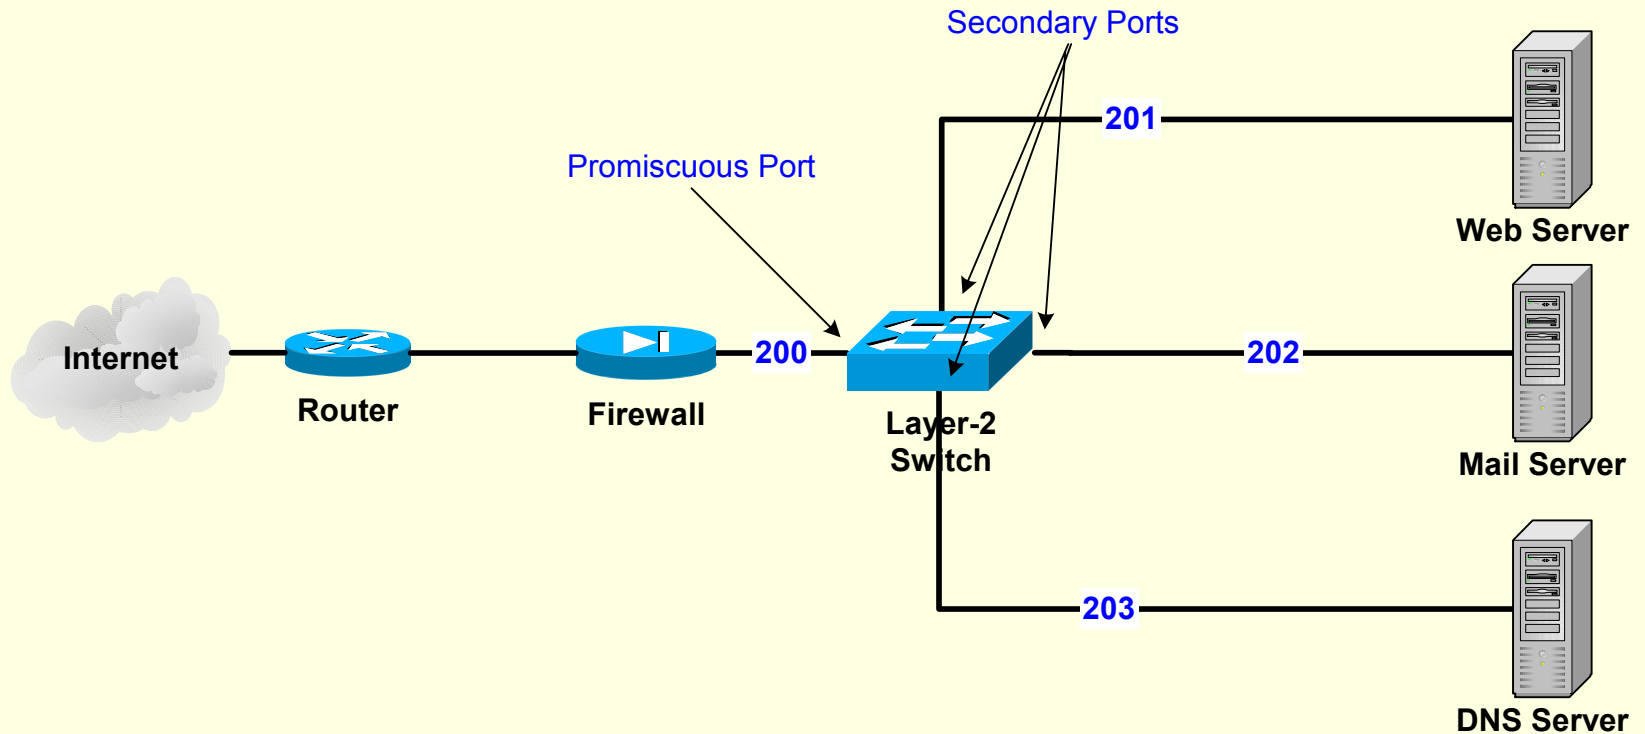 Secondary Ports
201
Promiscuous Port
Web Server
Internet
200
202
Router
Firewall
Layer-2
Switch
Mail Server
203
DNS Server